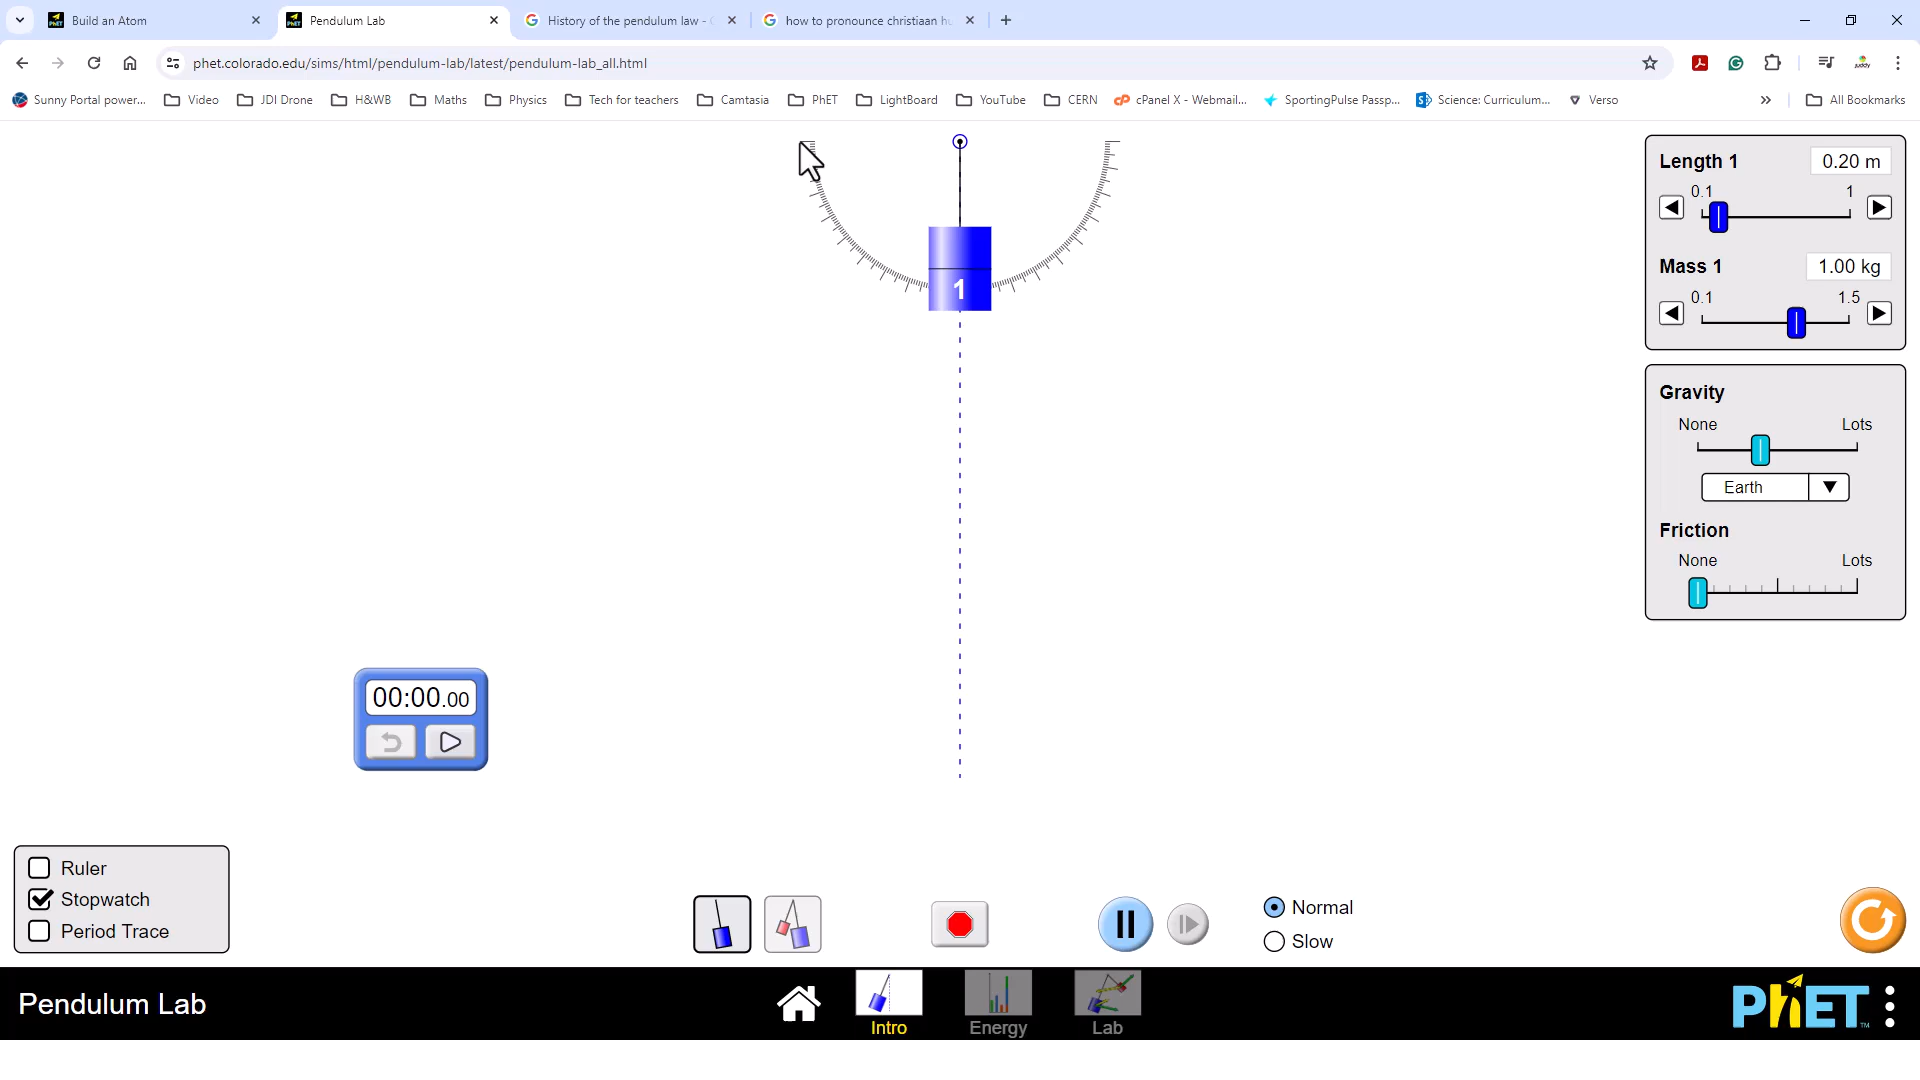 Build an Atom
Pendulum Lab
History of the pendulum law -
how to pronounce christiaan hu
phet.colorado.edu/sims/html/pendulum-lab/latest/pendulum-lab_all.html
Sunny Portal power... Video JDI Drone H&WB Maths Physics Tech for teachers Camtasia PhET LightBoard YouTube CERN cPanel X - Webmail... SportingPulse Passp... Science: Curriculum... Verso » All Bookmarks
Length 1 0.20 m
0.1 1
Mass 1 1.00 kg
0.1 1.5
1
Gravity
None Lots
Earth
Friction
None Lots
00:00.00
Ruler
Stopwatch
Period Trace
Normal
Slow
Pendulum Lab
Intro
Energy
Lab
PhET
TM